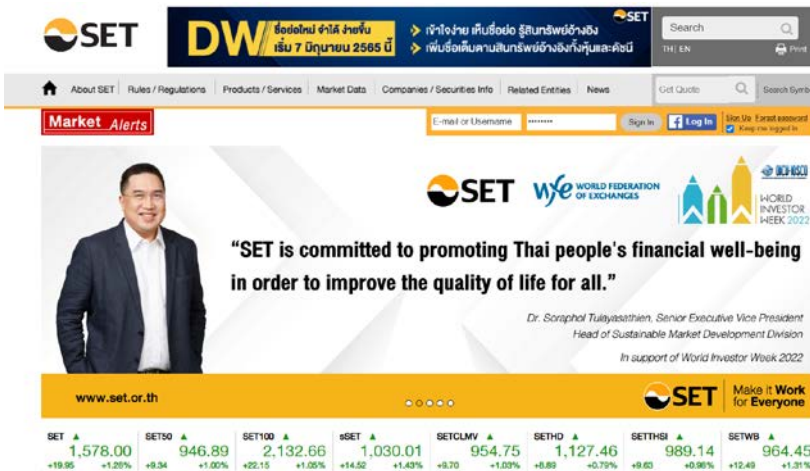 SET
DW
ชื่อย่อใหม่ จำได้ ง่ายขึ้น
เริ่ม 7 มิถุนายน 2565 นี้
เข้าใจง่าย เห็นชื่อย่อ รู้สินทรัพย์อ้างอิง
เพิ่มชื่อเต็มตามสินทรัพย์อ้างอิงทั้งหุ้นและดัชนี
SET
Search
TH| EN
Print
About SET
Rules / Regulations
Products / Services
Market Data
Companies / Securities Info
Related Entities
News
Get Quote
Search Symb
Market Alerts
E-mail or Username
Sign In
f Log In
Sign Up Forgot password
Keep me logged in
SET
wfe WORLD FEDERATION
OF EXCHANGES
WORLD
INVESTOR
WEEK 2022
“SET is committed to promoting Thai people's financial well-being
in order to improve the quality of life for all.”
Dr. Soraphol Tulayasathien, Senior Executive Vice President
Head of Sustainable Market Development Division
In support of World Investor Week 2022
www.set.or.th
SET
Make it Work
for Everyone
SET ▲ SET50 ▲ SET100 ▲ sSET ▲ SETCLMV ▲ SETHD ▲ SETTHSI ▲ SETWB ▲
1,578.00 946.89 2,132.66 1,030.01 954.75 1,127.46 989.14 964.45
+19.95 +1.28% +9.34 +1.00% +22.15 +1.05% +14.52 +1.43% +9.70 +1.03% +8.89 +0.79% +9.63 +0.98% +12.49